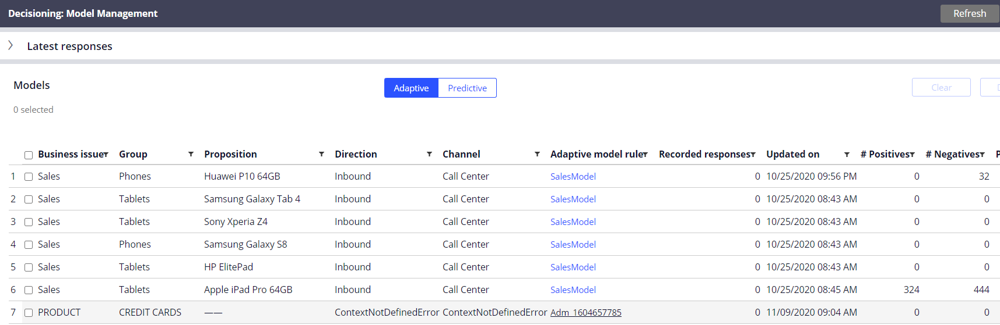 Decisioning: Model Management Refresh
Latest responses
Models Adaptive Predictive Clear
0 selected
Business issue Group Proposition Direction Channel Adaptive model rule Recorded responses Updated on # Positives # Negatives P
1 Sales Phones Huawei P10 64GB Inbound Call Center SalesModel 0 10/25/2020 09:56 PM 0 32
2 Sales Tablets Samsung Galaxy Tab 4 Inbound Call Center SalesModel 0 10/25/2020 08:43 AM 0 0
3 Sales Tablets Sony Xperia Z4 Inbound Call Center SalesModel 0 10/25/2020 08:43 AM 0 0
4 Sales Phones Samsung Galaxy S8 Inbound Call Center SalesModel 0 10/25/2020 08:43 AM 0 0
5 Sales Tablets HP ElitePad Inbound Call Center SalesModel 0 10/25/2020 08:43 AM 0 0
6 Sales Tablets Apple iPad Pro 64GB Inbound Call Center SalesModel 0 10/25/2020 08:45 AM 324 444
7 PRODUCT CREDIT CARDS —— ContextNotDefinedError ContextNotDefinedError Adm_1604657785 0 11/09/2020 09:04 AM 0 0